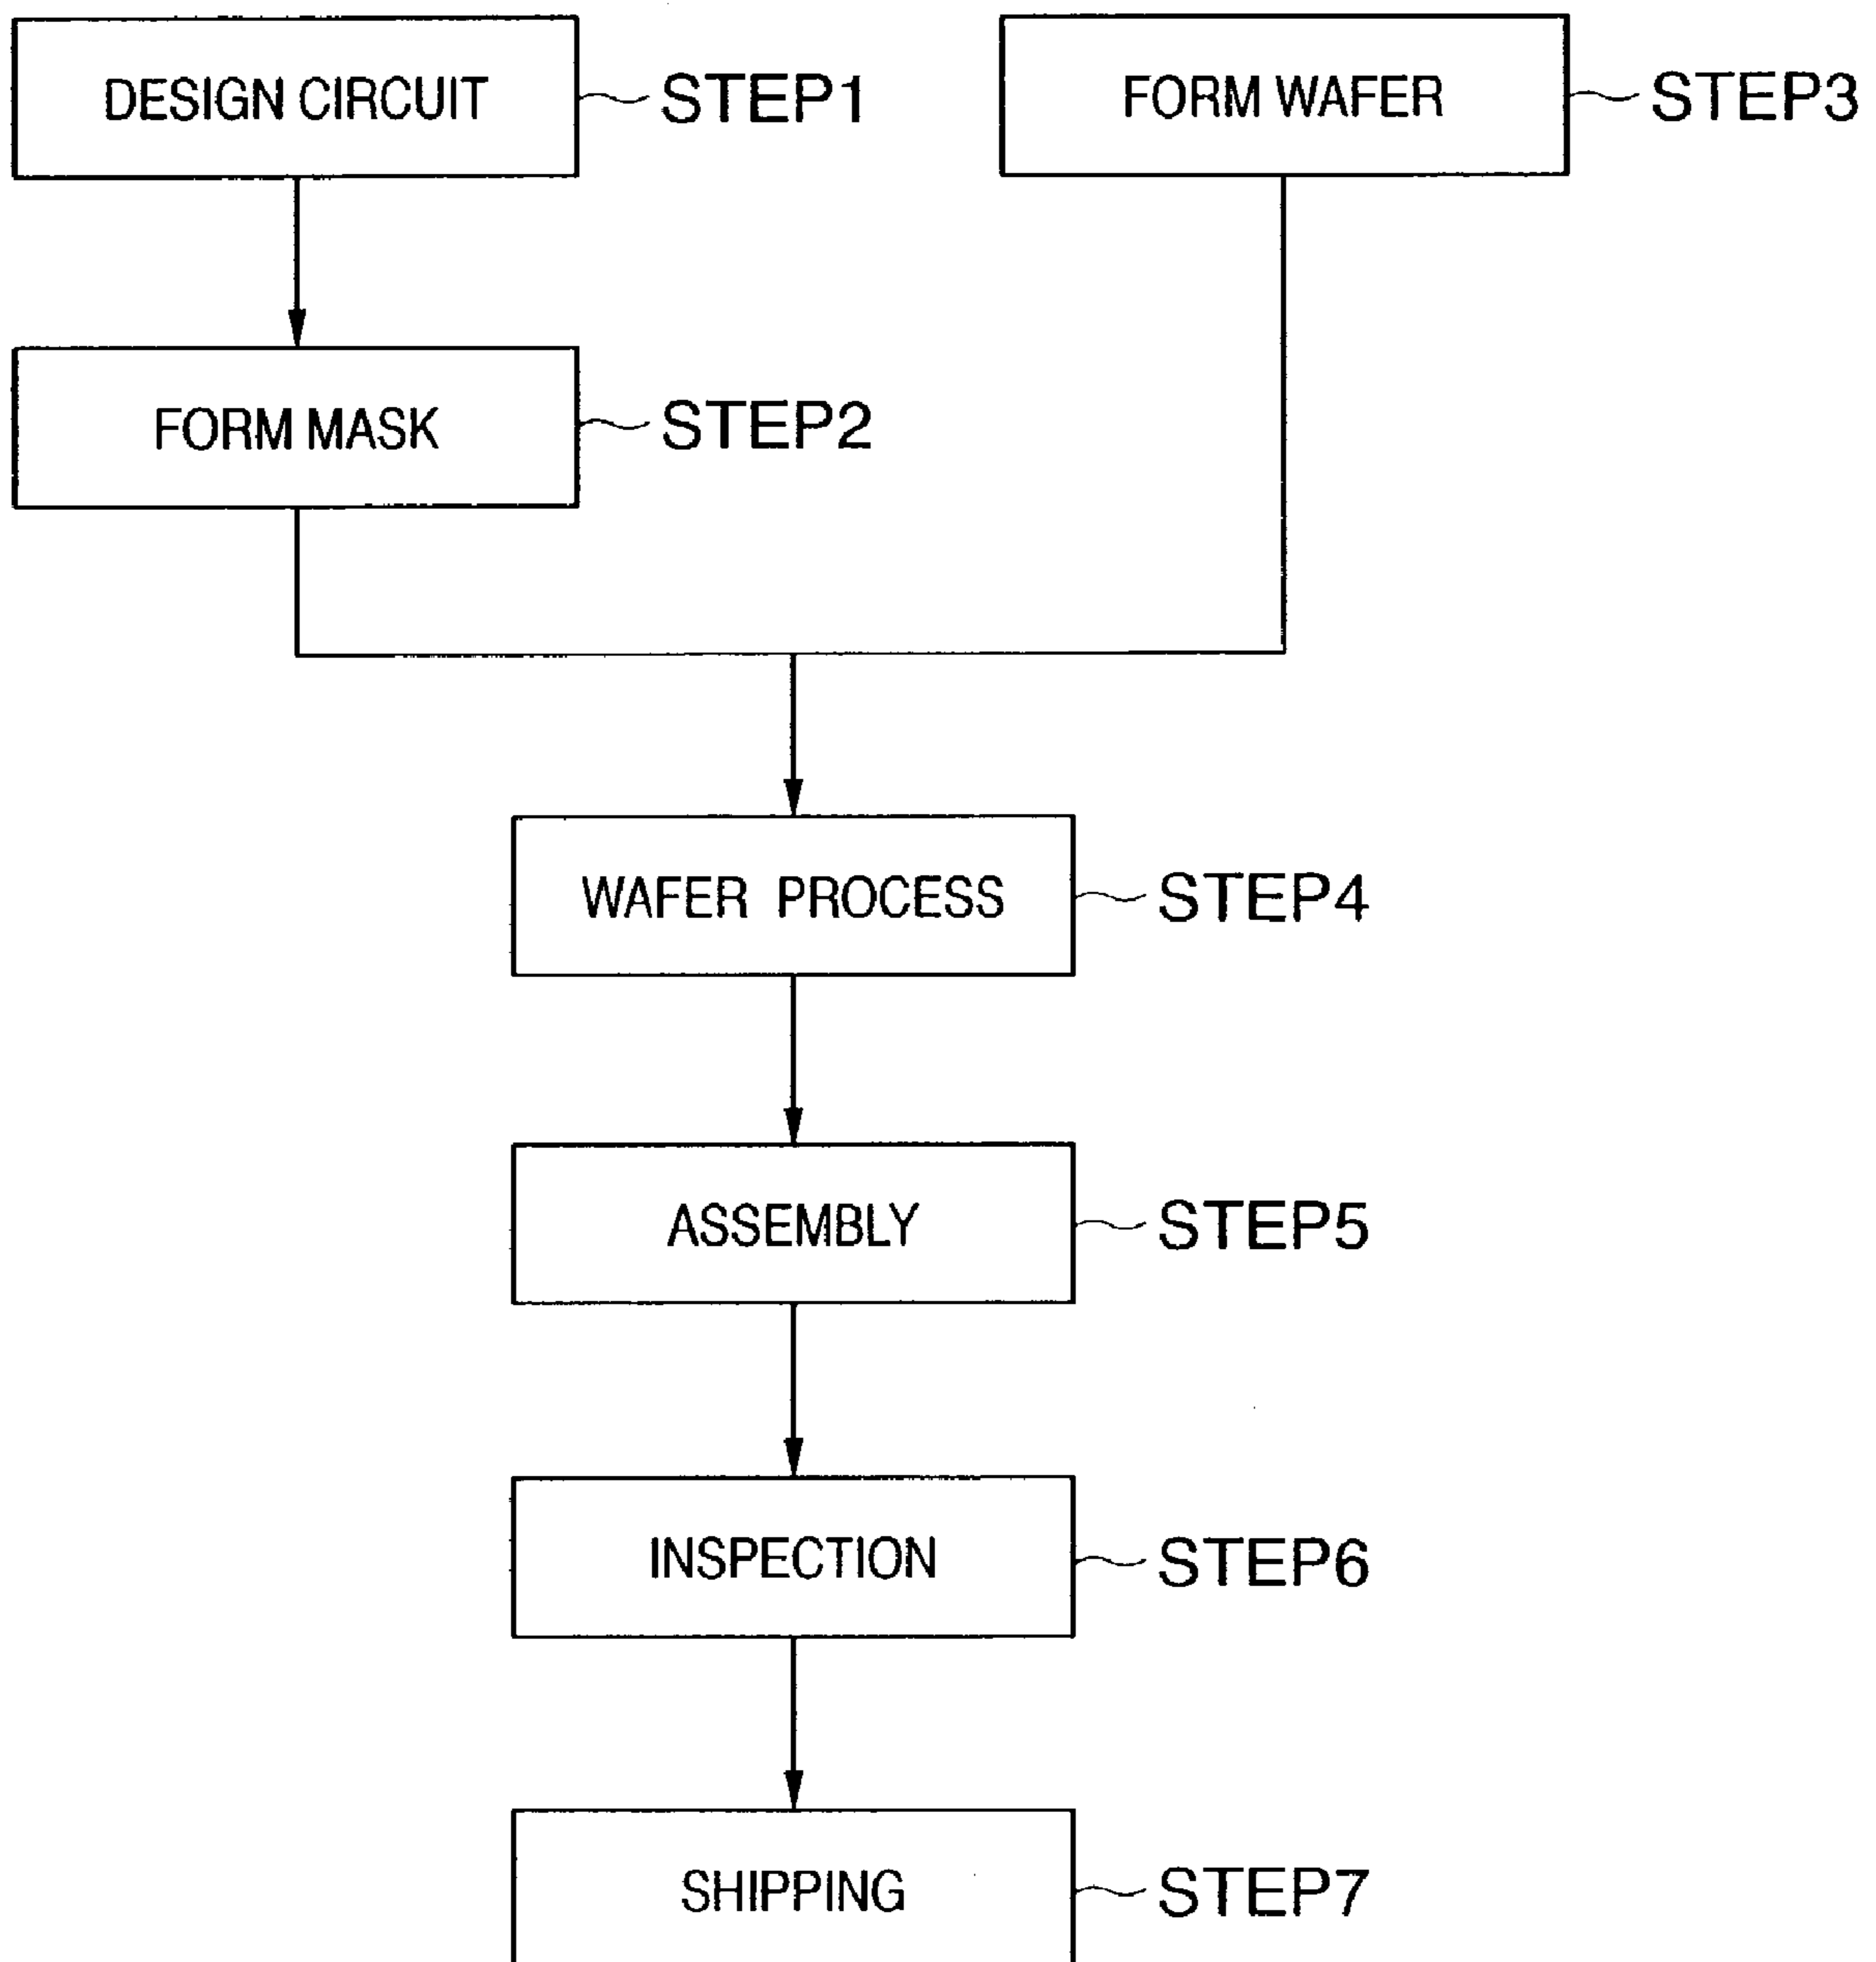 DESIGN CIRCUIT
STEP1
FORM WAFER
STEP3
FORM MASK
STEP2
WAFER PROCESS
STEP4
ASSEMBLY
STEP5
INSPECTION
STEP6
SHIPPING
STEP7